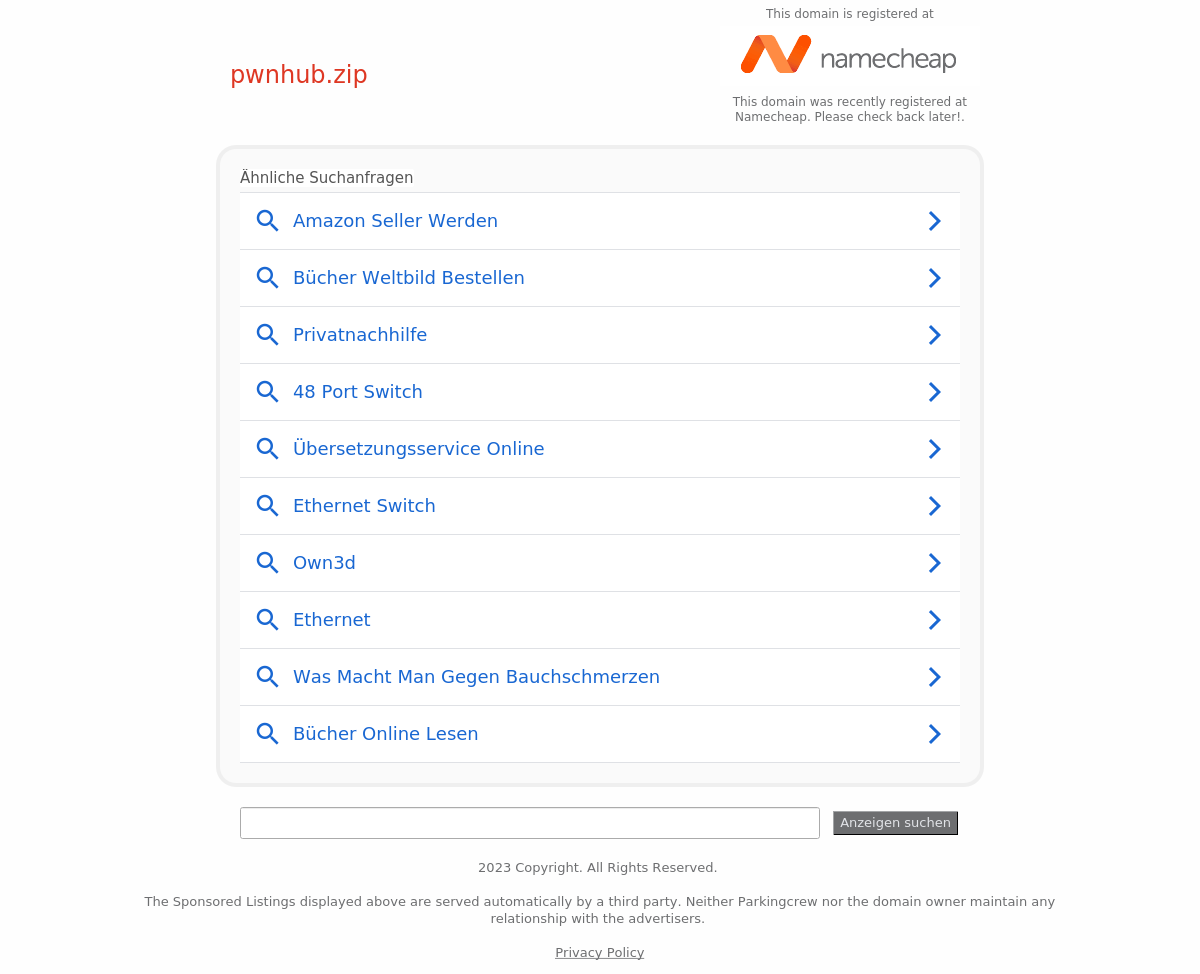 This domain is registered at
namecheap
pwnhub.zip
This domain was recently registered at
Namecheap. Please check back later!.
Ähnliche Suchanfragen
Amazon Seller Werden
Bücher Weltbild Bestellen
Privatnachhilfe
48 Port Switch
Übersetzungsservice Online
Ethernet Switch
Own3d
Ethernet
Was Macht Man Gegen Bauchschmerzen
Bücher Online Lesen
Anzeigen suchen
2023 Copyright. All Rights Reserved.
The Sponsored Listings displayed above are served automatically by a third party. Neither Parkingcrew nor the domain owner maintain any
relationship with the advertisers.
Privacy Policy